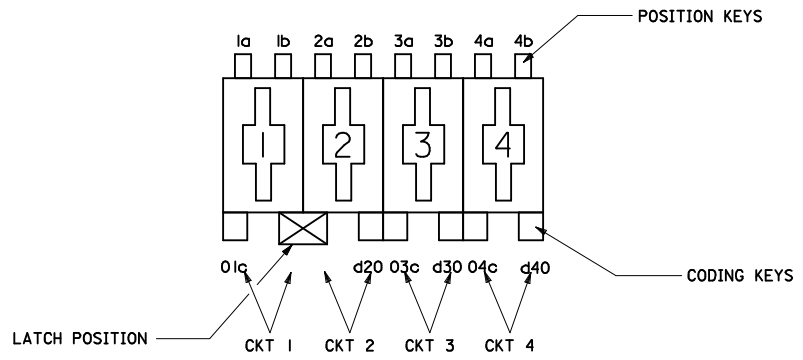 POSITION KEYS
1a 1b 2a 2b 3a 3b 4a 4b
1 2 3 4
01c d20 03c d30 04c d40
CODING KEYS
LATCH POSITION
CKT 1 CKT 2 CKT 3 CKT 4